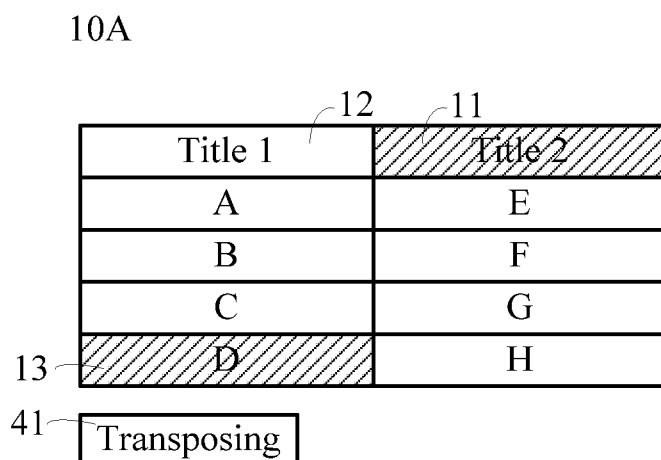 10A
12 11
Title 1 Title 2
A E
B F
C G
D H
13
41 Transposing